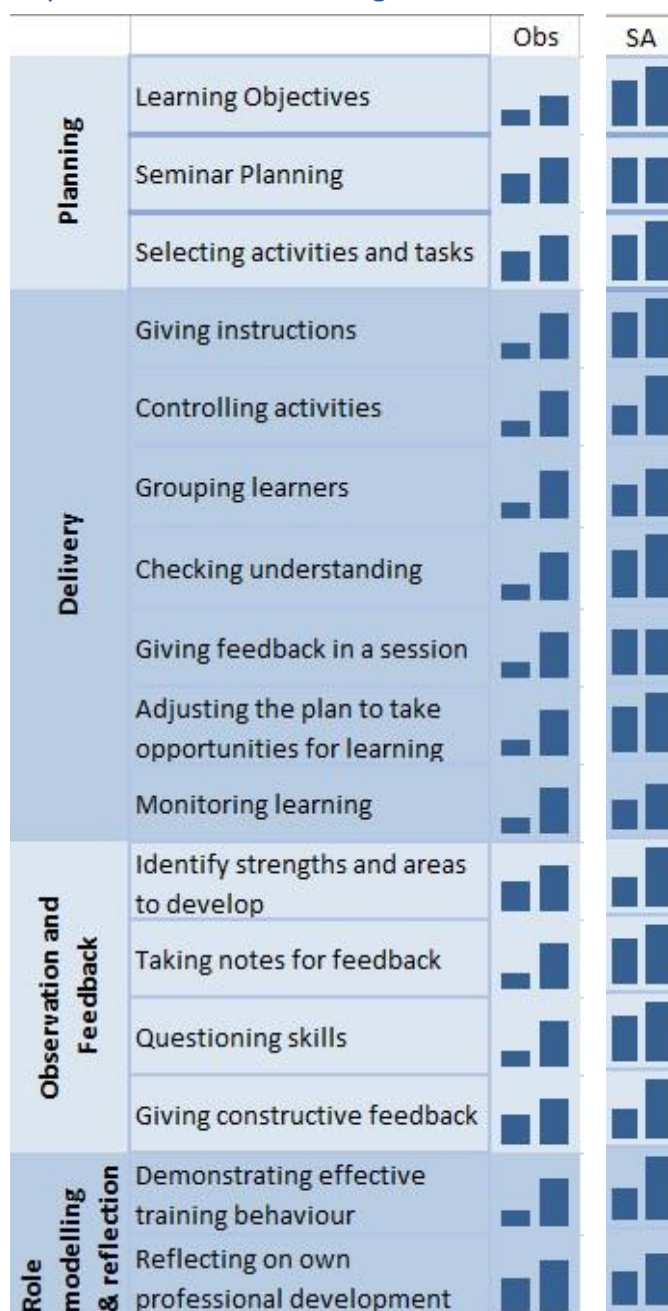 Obs SA
Planning
Learning Objectives
Seminar Planning
Selecting activities and tasks
Delivery
Giving instructions
Controlling activities
Grouping learners
Checking understanding
Giving feedback in a session
Adjusting the plan to take
opportunities for learning
Monitoring learning
Observation and
Feedback
Identify strengths and areas
to develop
Taking notes for feedback
Questioning skills
Giving constructive feedback
Role
modelling
& reflection
Demonstrating effective
training behaviour
Reflecting on own
professional development